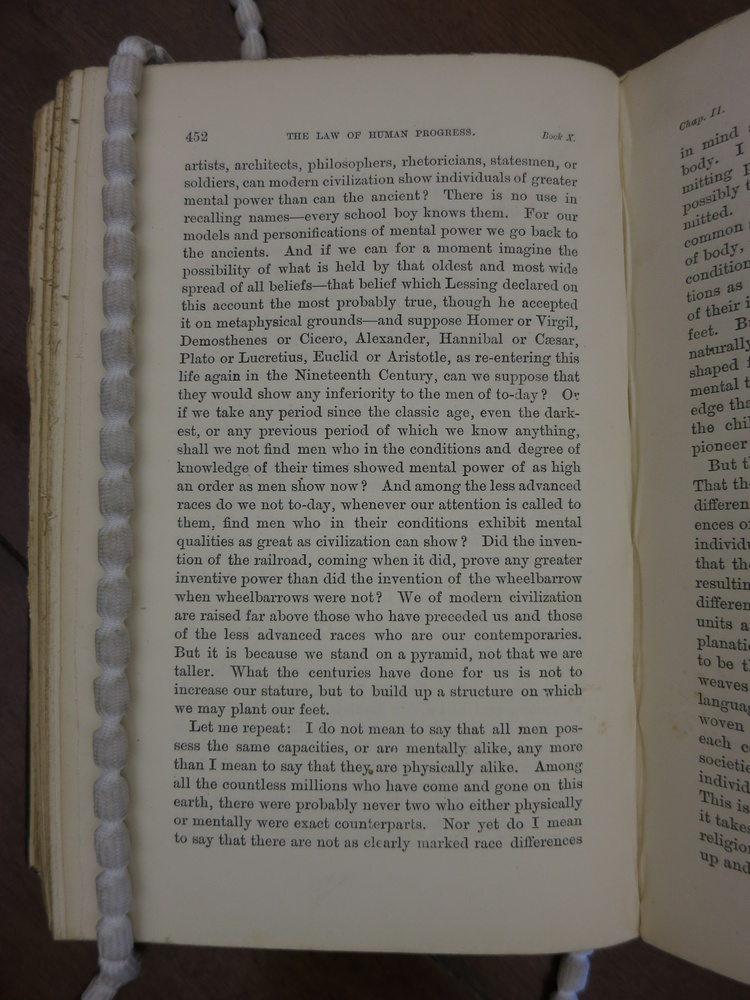 452 THE LAW OF HUMAN PROGRESS. Book X.
artists, architects, philosophers, rhetoricians, statesmen, or
soldiers, can modern civilization show individuals of greater
mental power than can the ancient? There is no use in
recalling names—every school boy knows them. For our
models and personifications of mental power we go back to
the ancients. And if we can for a moment imagine the
possibility of what is held by that oldest and most wide
spread of all beliefs—that belief which Lessing declared on
this account the most probably true, though he accepted
it on metaphysical grounds—and suppose Homer or Virgil,
Demosthenes or Cicero, Alexander, Hannibal or Cæsar,
Plato or Lucretius, Euclid or Aristotle, as re-entering this
life again in the Nineteenth Century, can we suppose that
they would show any inferiority to the men of to-day? Or
if we take any period since the classic age, even the dark-
est, or any previous period of which we know anything,
shall we not find men who in the conditions and degree of
knowledge of their times showed mental power of as high
an order as men show now? And among the less advanced
races do we not to-day, whenever our attention is called to
them, find men who in their conditions exhibit mental
qualities as great as civilization can show? Did the inven-
tion of the railroad, coming when it did, prove any greater
inventive power than did the invention of the wheelbarrow
when wheelbarrows were not? We of modern civilization
are raised far above those who have preceded us and those
of the less advanced races who are our contemporaries.
But it is because we stand on a pyramid, not that we are
taller. What the centuries have done for us is not to
increase our stature, but to build up a structure on which
we may plant our feet.
Let me repeat: I do not mean to say that all men pos-
sess the same capacities, or are mentally alike, any more
than I mean to say that they are physically alike. Among
all the countless millions who have come and gone on this
earth, there were probably never two who either physically
or mentally were exact counterparts. Nor yet do I mean
to say that there are not as clearly marked race differences
Chap. II.
in mind
body. I
mitting
possibly
mitted.
common
of body,
condition
tions as
of their
feet.
naturally
shaped
mental
edge
the
pioneer
But
That
differen
ences
individu
that
resulting
differen
units
planati
to be
weaves
languag
woven
each
societie
individ
This is
it takes
religio
up and